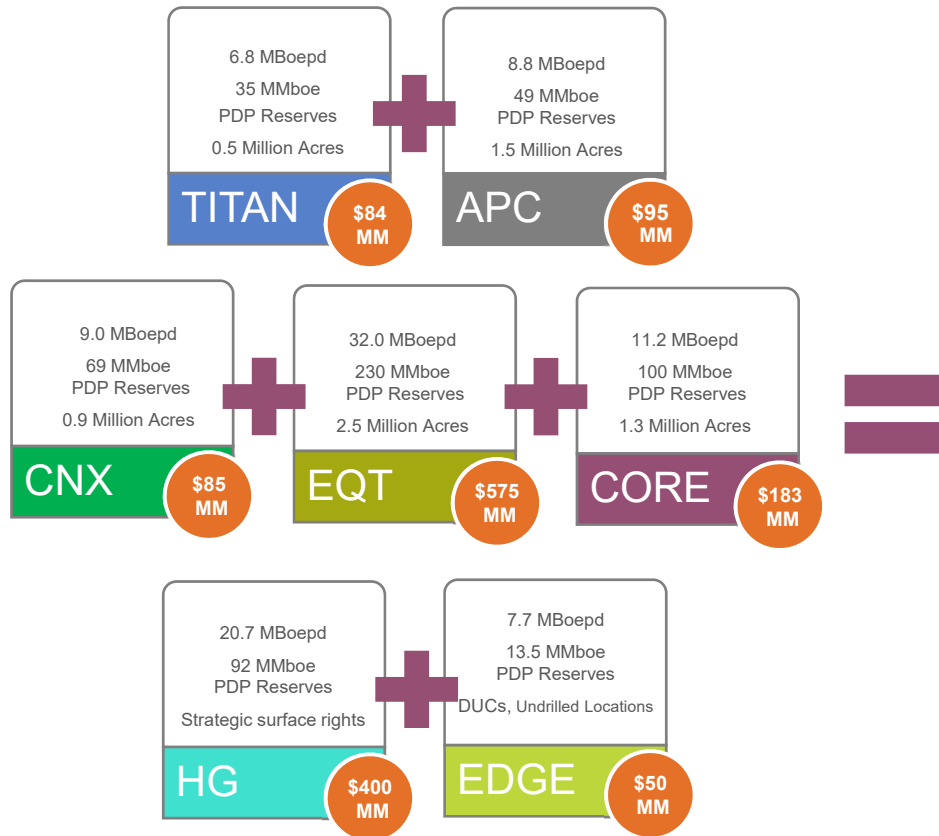 6.8 MBoepd
35 MMboe
PDP Reserves
0.5 Million Acres
TITAN
$84
MM
8.8 MBoepd
49 MMboe
PDP Reserves
1.5 Million Acres
APC
$95
MM
9.0 MBoepd
69 MMboe
PDP Reserves
0.9 Million Acres
CNX
$85
MM
32.0 MBoepd
230 MMboe
PDP Reserves
2.5 Million Acres
EQT
$575
MM
11.2 MBoepd
100 MMboe
PDP Reserves
1.3 Million Acres
CORE
$183
MM
20.7 MBoepd
92 MMboe
PDP Reserves
Strategic surface rights
HG
$400
MM
7.7 MBoepd
13.5 MMboe
PDP Reserves
DUCs, Undrilled Locations
EDGE
$50
MM